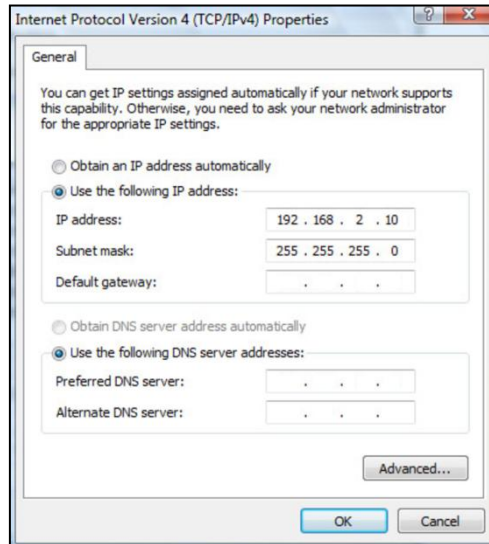 Internet Protocol Version 4 (TCP/IPv4) Properties
?
X
General
You can get IP settings assigned automatically if your network supports
this capability. Otherwise, you need to ask your network administrator
for the appropriate IP settings.
Obtain an IP address automatically
Use the following IP address:
IP address: 192 . 168 . 2 . 10
Subnet mask: 255 . 255 . 255 . 0
Default gateway: . . .
Obtain DNS server address automatically
Use the following DNS server addresses:
Preferred DNS server: . . .
Alternate DNS server: . . .
Advanced...
OK Cancel